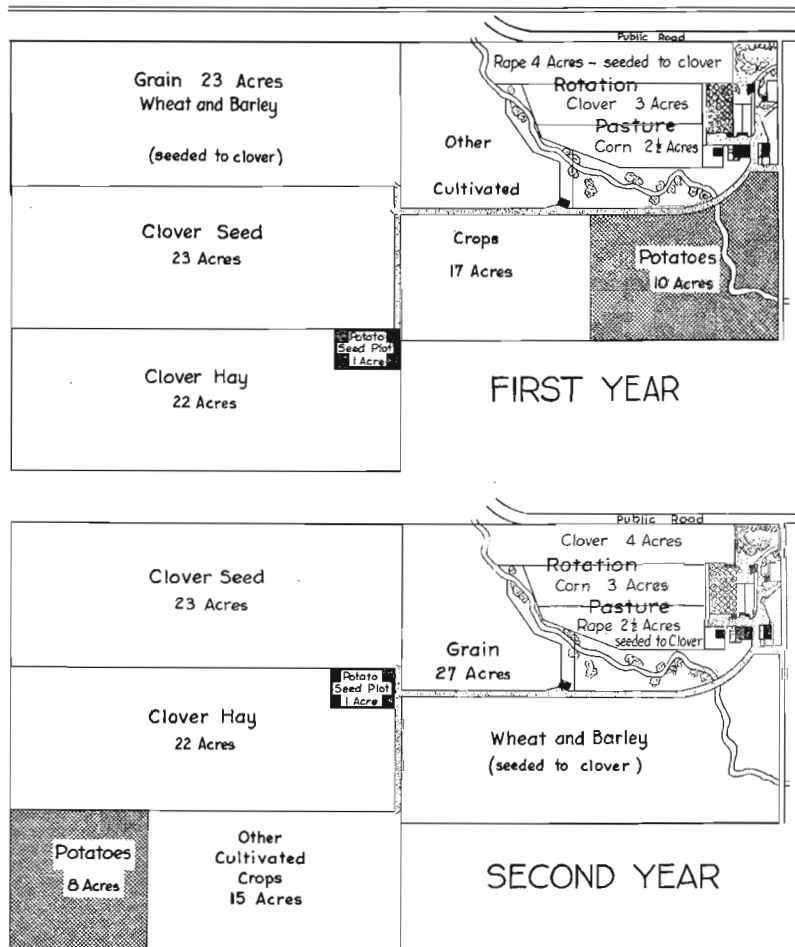 Public Road
Grain 23 Acres
Wheat and Barley
(seeded to clover)
Rape 4 Acres - seeded to clover
Rotation
Clover 3 Acres
Pasture
Corn 2½ Acres
Other
Cultivated
Crops
17 Acres
Clover Seed
23 Acres
Potatoes
10 Acres
Potato
Seed Plot
1 Acre
Clover Hay
22 Acres
FIRST YEAR
Public Road
Clover 4 Acres
Rotation
Corn 3 Acres
Pasture
Rape 2½ Acres
seeded to Clover
Clover Seed
23 Acres
Grain
27 Acres
Potato
Seed Plot
1 Acre
Clover Hay
22 Acres
Wheat and Barley
(seeded to clover)
Potatoes
8 Acres
Other
Cultivated
Crops
15 Acres
SECOND YEAR